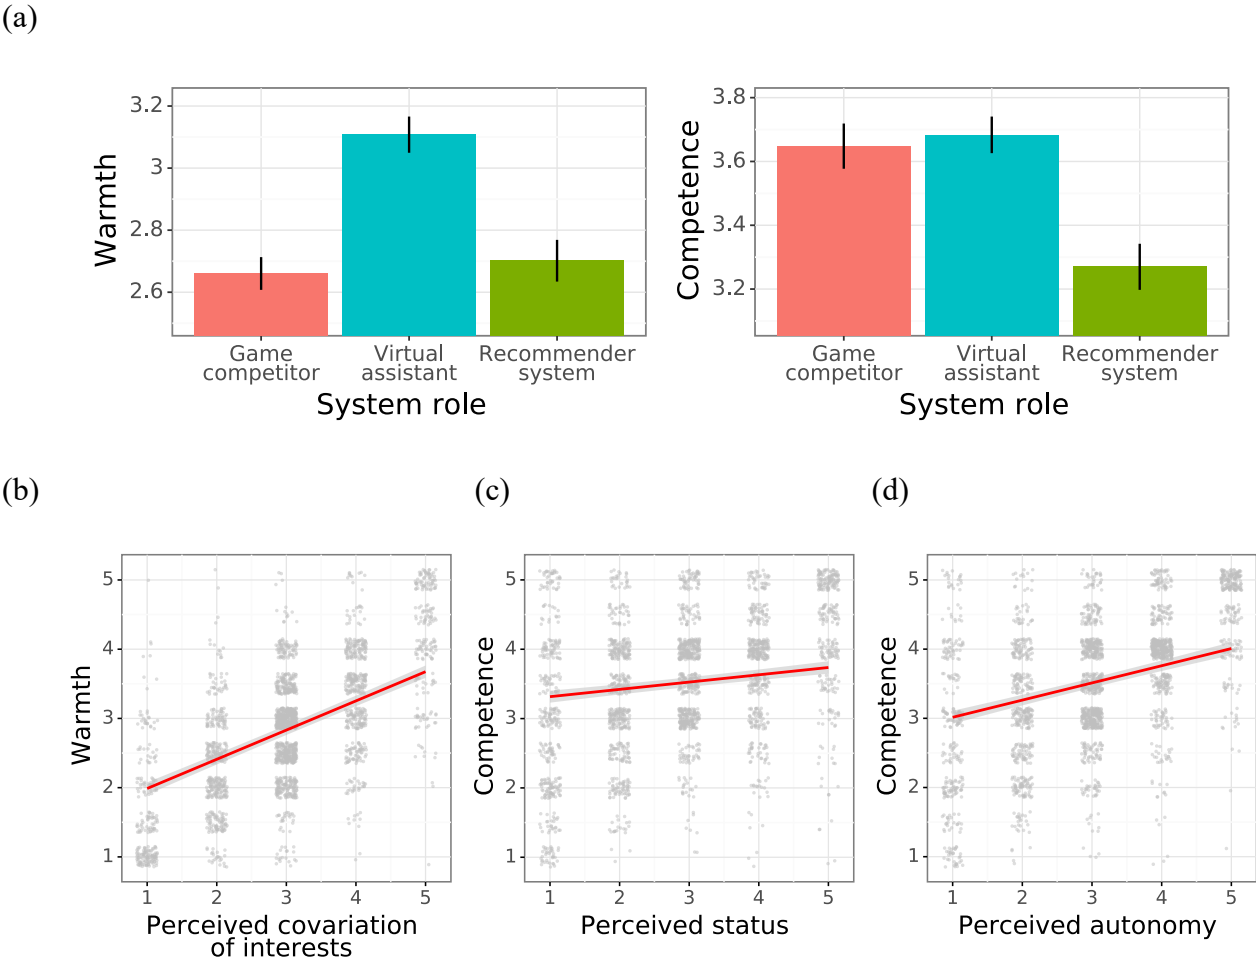 (a)
3.2
3
2.8
2.6
Warmth
Game
competitor
Virtual
assistant
Recommender
system
System role
3.8
3.6
3.4
3.2
Competence
Game
competitor
Virtual
assistant
Recommender
system
System role
(b)
5
4
3
2
1
Warmth
1 2 3 4 5
Perceived covariation
of interests
(c)
5
4
3
2
1
Competence
1 2 3 4 5
Perceived status
(d)
5
4
3
2
1
Competence
1 2 3 4 5
Perceived autonomy